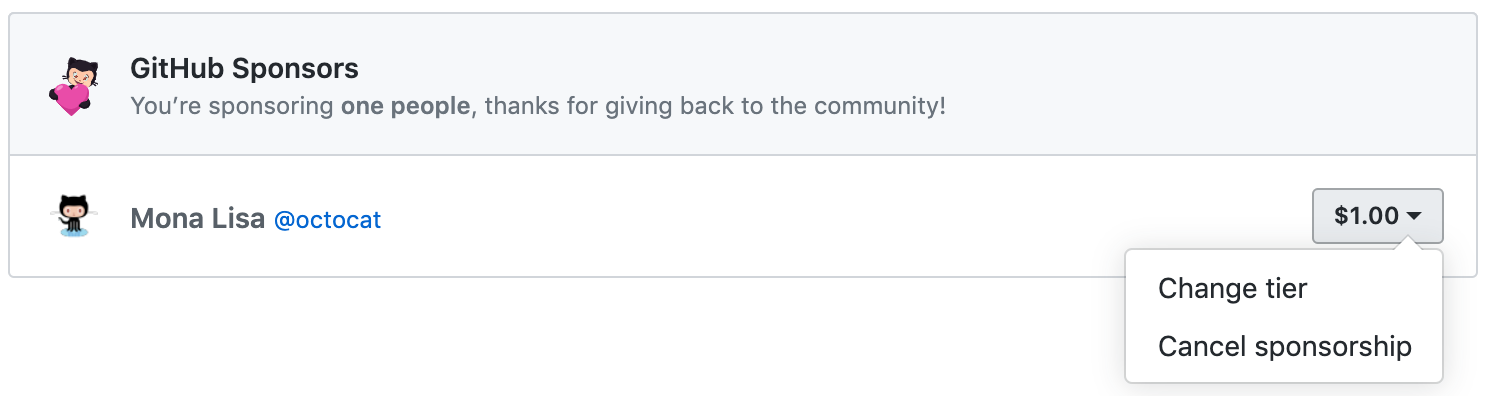 GitHub Sponsors
You’re sponsoring one people, thanks for giving back to the community!
Mona Lisa @octocat
$1.00
Change tier
Cancel sponsorship